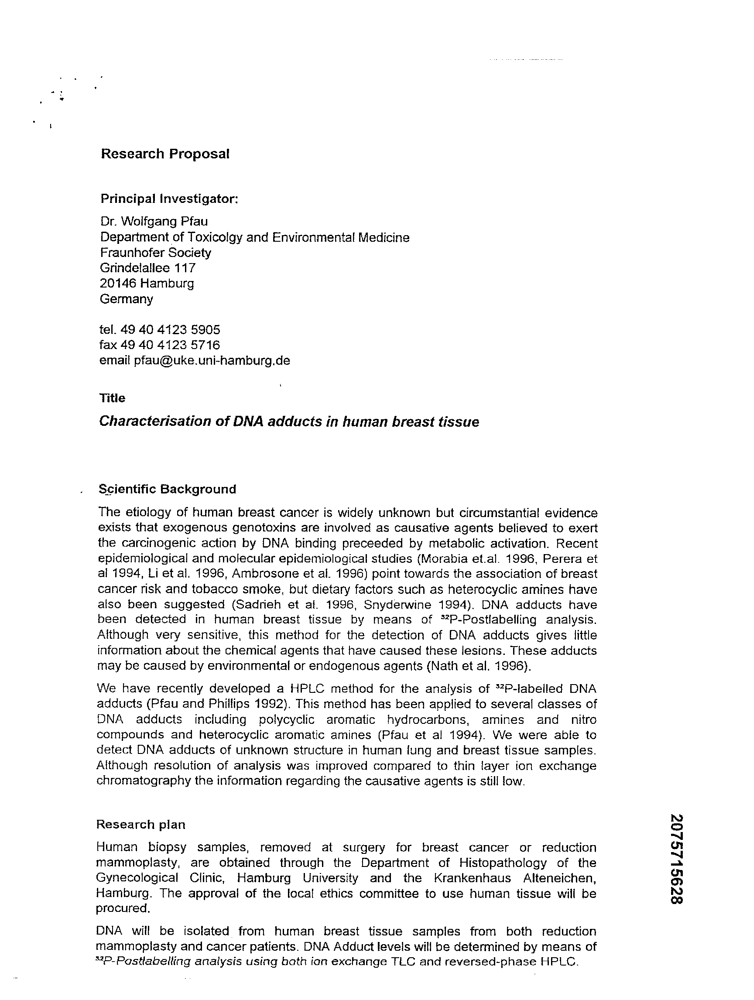 Research Proposal
Principal Investigator:
Dr. Wolfgang Pfau
Department of Toxicolgy and Environmental Medicine
Fraunhofer Society
Grindelallee 117
20146 Hamburg
Germany
tel. 49 40 4123 5905
fax 49 40 4123 5716
email pfau@uke.uni-hamburg.de
Title
Characterisation of DNA adducts in human breast tissue
Scientific Background
The etiology of human breast cancer is widely unknown but circumstantial evidence
exists that exogenous genotoxins are involved as causative agents believed to exert
the carcinogenic action by DNA binding preceeded by metabolic activation. Recent
epidemiological and molecular epidemiological studies (Morabia et.al. 1996, Perera et
al 1994, Li et al. 1996, Ambrosone et al. 1996) point towards the association of breast
cancer risk and tobacco smoke, but dietary factors such as heterocyclic amines have
also been suggested (Sadrieh et al. 1996, Snyderwine 1994). DNA adducts have
been detected in human breast tissue by means of ³²P-Postlabelling analysis.
Although very sensitive, this method for the detection of DNA adducts gives little
information about the chemical agents that have caused these lesions. These adducts
may be caused by environmental or endogenous agents (Nath et al. 1996).
We have recently developed a HPLC method for the analysis of ³²P-labelled DNA
adducts (Pfau and Phillips 1992). This method has been applied to several classes of
DNA adducts including polycyclic aromatic hydrocarbons, amines and nitro
compounds and heterocyclic aromatic amines (Pfau et al 1994). We were able to
detect DNA adducts of unknown structure in human lung and breast tissue samples.
Although resolution of analysis was improved compared to thin layer ion exchange
chromatography the information regarding the causative agents is still low.
Research plan
Human biopsy samples, removed at surgery for breast cancer or reduction
mammoplasty, are obtained through the Department of Histopathology of the
Gynecological Clinic, Hamburg University and the Krankenhaus Alteneichen,
Hamburg. The approval of the local ethics committee to use human tissue will be
procured.
DNA will be isolated from human breast tissue samples from both reduction
mammoplasty and cancer patients. DNA Adduct levels will be determined by means of
³²P-Postlabelling analysis using both ion exchange TLC and reversed-phase HPLC.
2075715628